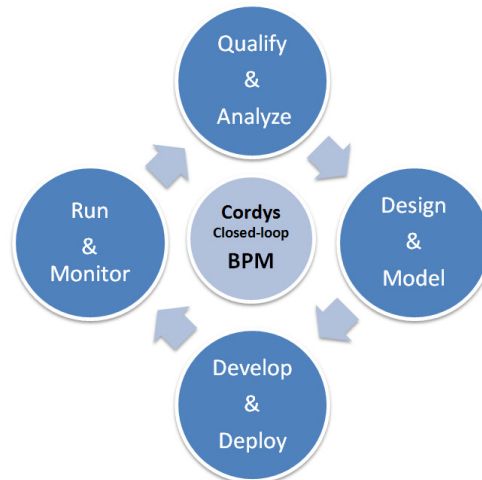 Qualify
&
Analyze
Design
&
Model
Develop
&
Deploy
Run
&
Monitor
Cordys
Closed-loop
BPM